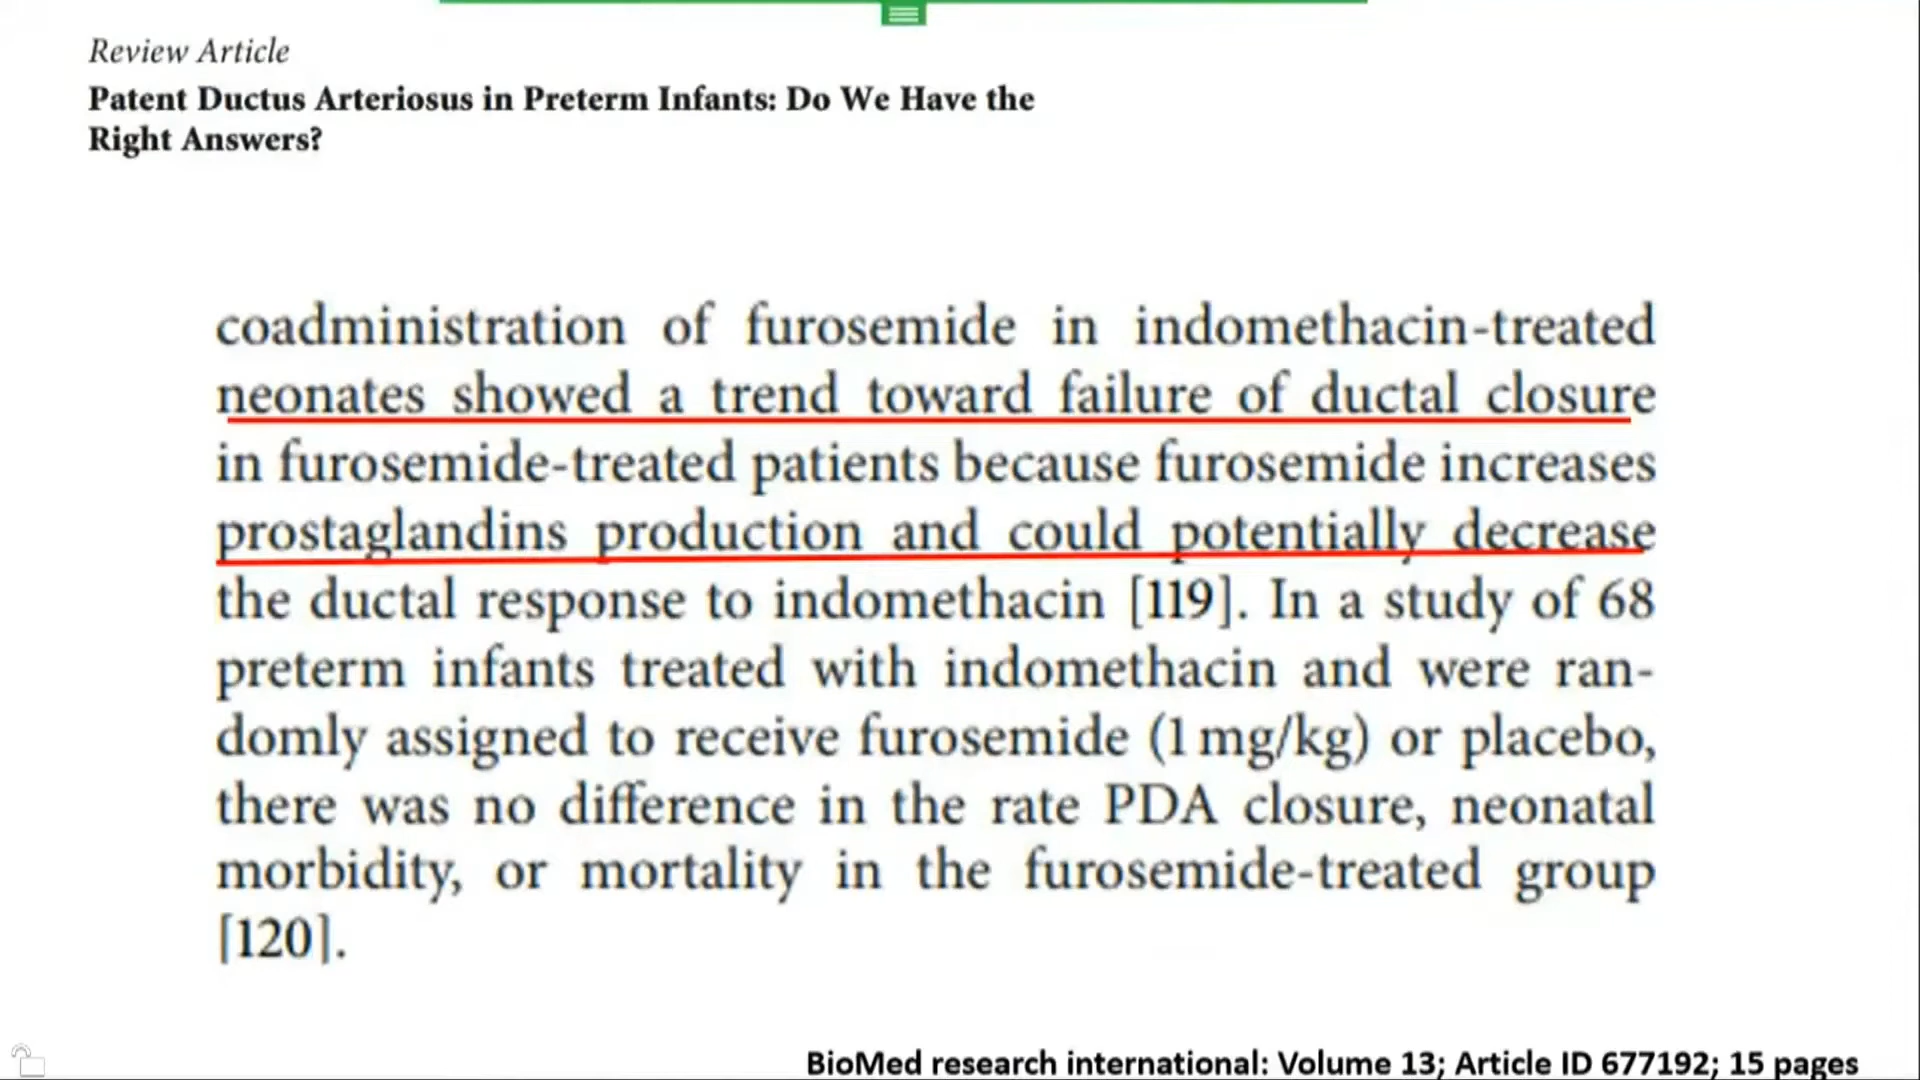 Review Article
Patent Ductus Arteriosus in Preterm Infants: Do We Have the
Right Answers?
coadministration of furosemide in indomethacin-treated
neonates showed a trend toward failure of ductal closure
in furosemide-treated patients because furosemide increases
prostaglandins production and could potentially decrease
the ductal response to indomethacin [119]. In a study of 68
preterm infants treated with indomethacin and were ran-
domly assigned to receive furosemide (1 mg/kg) or placebo,
there was no difference in the rate PDA closure, neonatal
morbidity, or mortality in the furosemide-treated group
[120].
BioMed research international: Volume 13; Article ID 677192; 15 pages